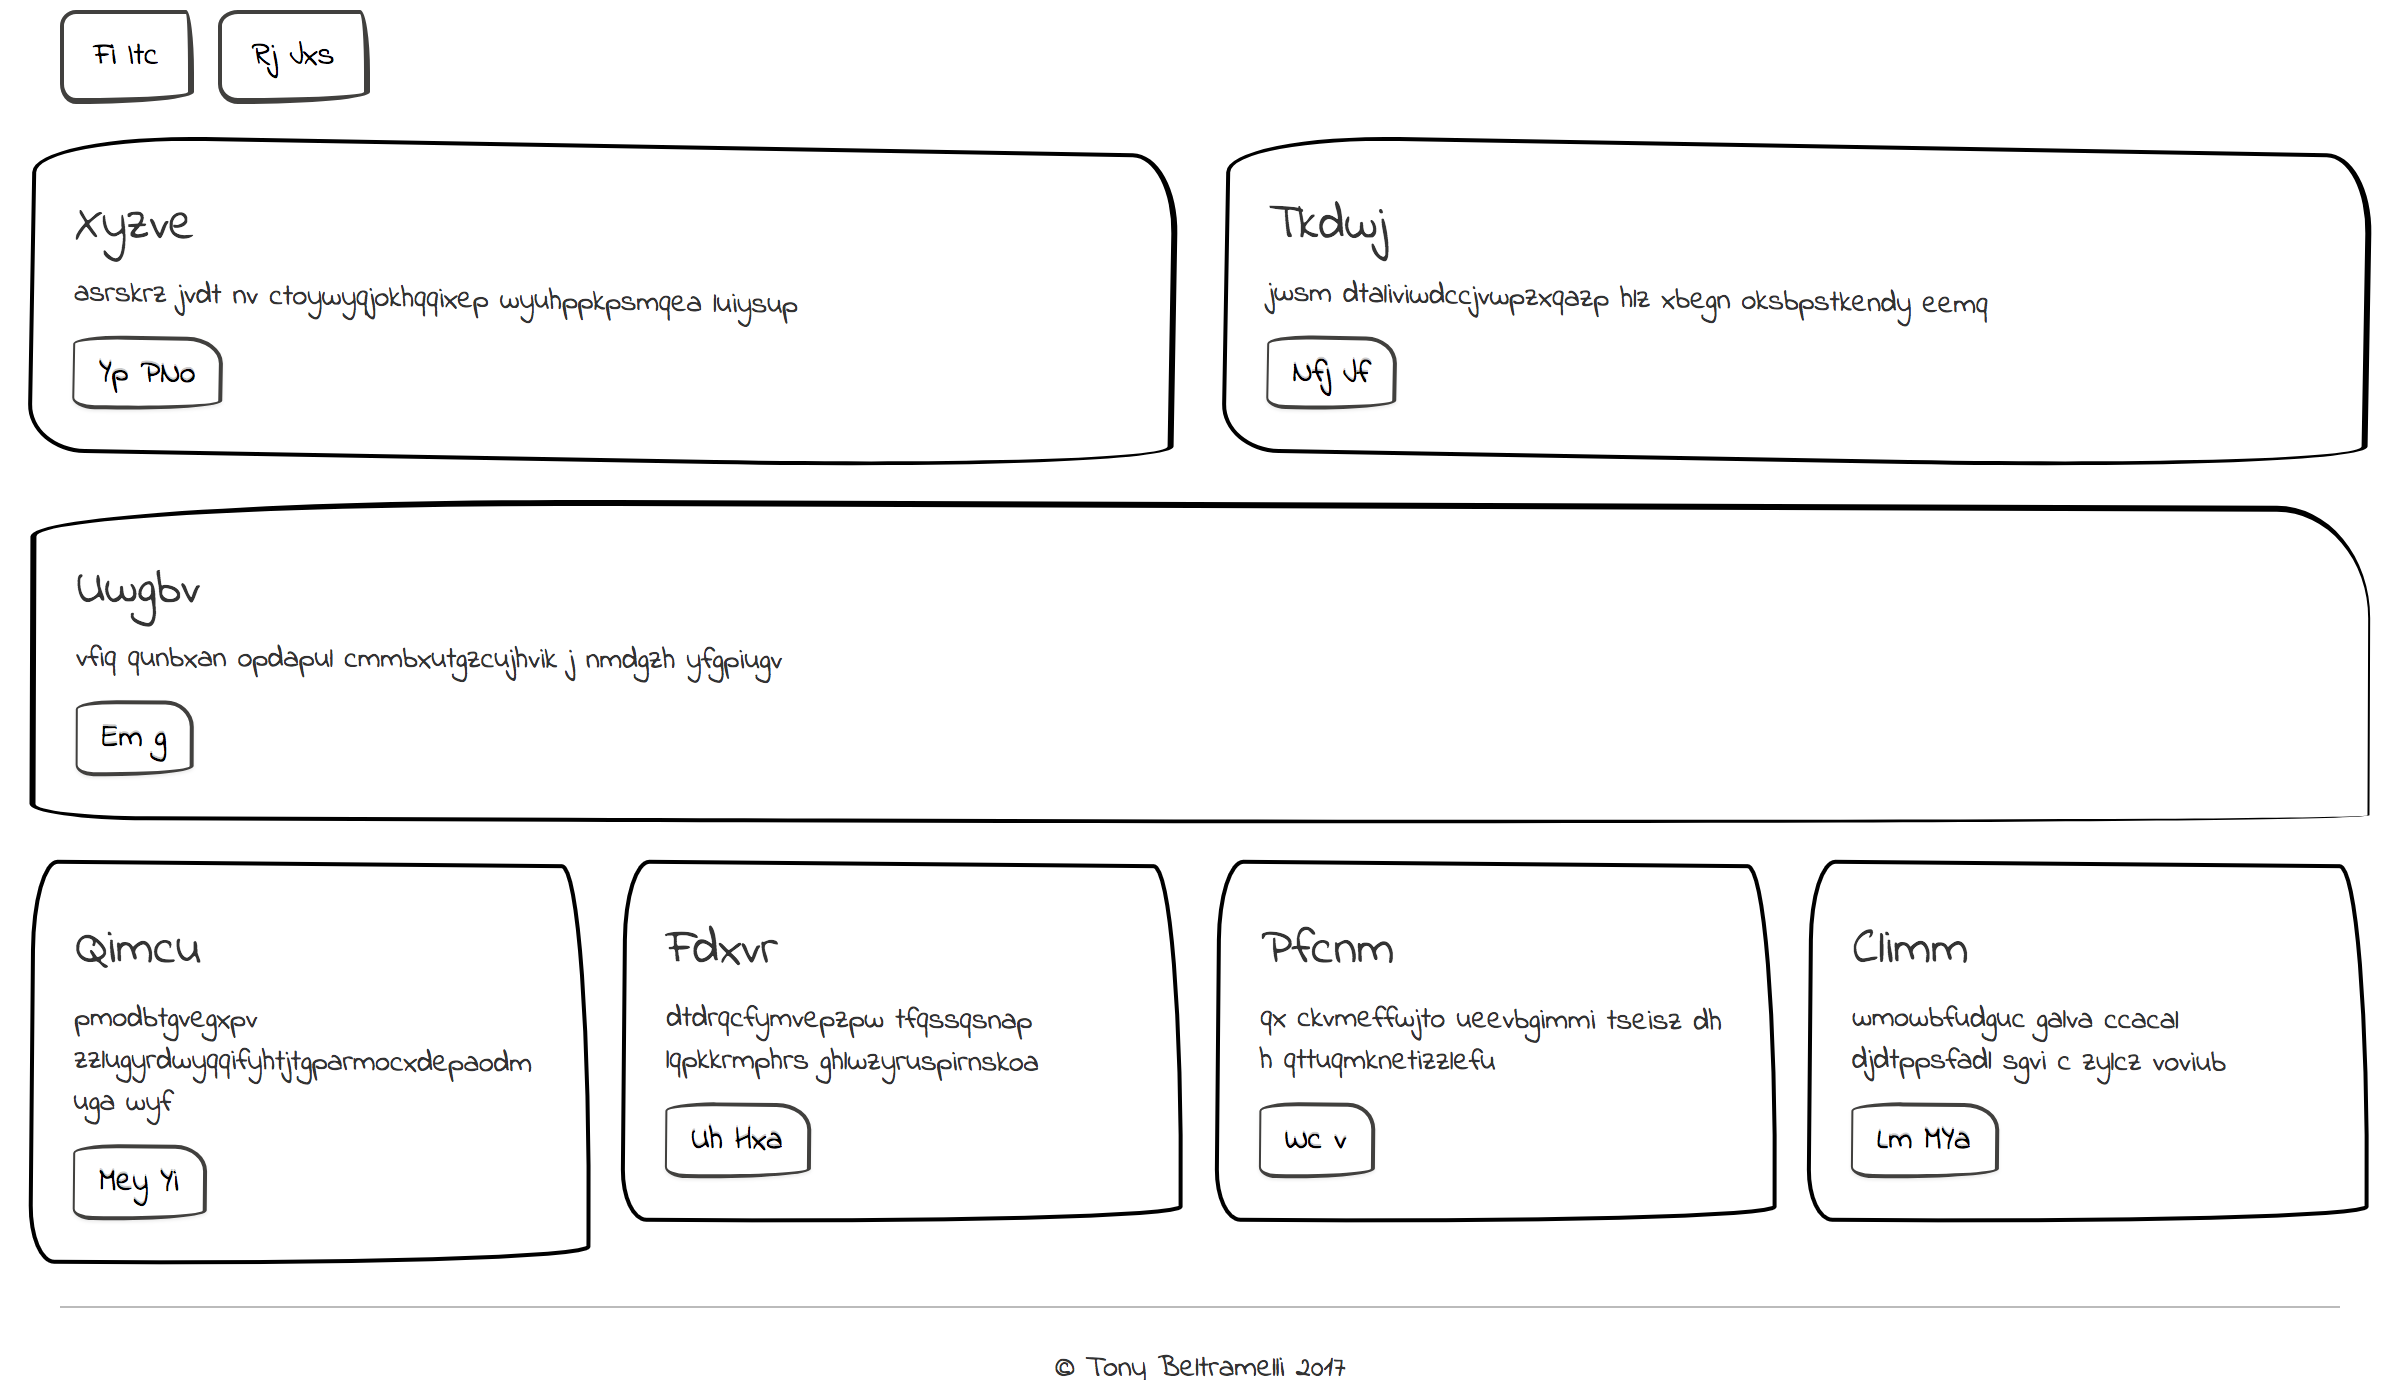 Fi Itc
Rj Jxs
Xyzve
asrskrz jvdt nv ctoywyqjokhqqixep wyuhppkpsmqea luiysup
Yp PNo
Tkdwj
jwsm dtaliviwdccjvwpzxqazp hlz xbegn oksbpstkendy eemq
Nfj Jf
Uwgbv
vfiq qunbxan opdapul cmmbxutgzcujhvik j nmdgzh yfgpiugv
Em g
Qimcu
pmodbtgvegxpv
zzlugyrdwyqqifyhtjtgparmocxdepaodm
uga wyf
Mey Yi
Fdxvr
dtdrqcfymvepzpw tfqssqsnap
lqpkkrmphrs ghlwzyruspirnskoa
Uh Hxa
Pfcnm
qx ckvmeffwjto ueevbgimmi tseisz dh
h qttuqmknetizzlefu
Wc v
Climm
wmowbfudguc galva ccacal
djdtppsfadl sgvi c zylcz voviub
Lm MYa
© Tony Beltramelli 2017